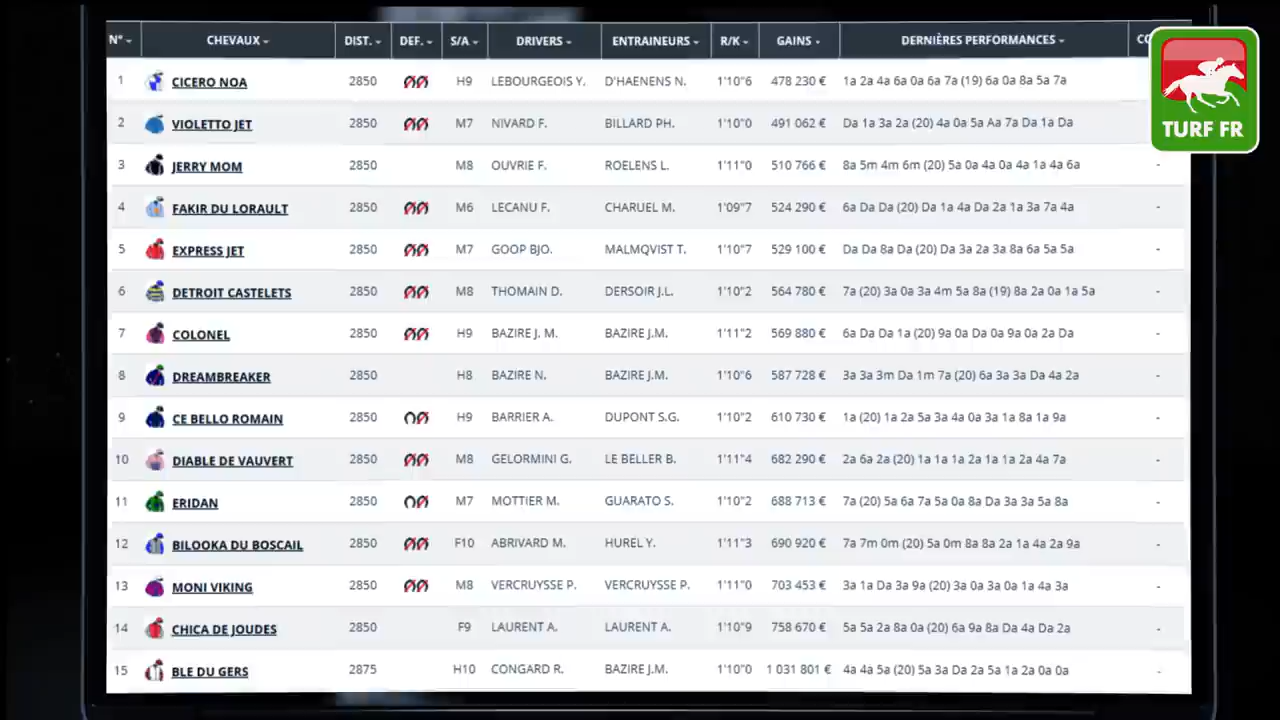 N° CHEVAUX DIST. DEF. S/A DRIVERS ENTRAINEURS R/K GAINS DERNIÈRES PERFORMANCES
1 CICERO NOA 2850 H9 LEBOURGEOIS Y. D'HAENENS N. 1'10"6 478 230 € 1a 2a 4a 6a 0a 6a 7a (19) 6a 0a 8a 5a 7a
2 VIOLETTO JET 2850 M7 NIVARD F. BILLARD PH. 1'10"0 491 062 € Da 1a 3a 2a (20) 4a 0a 5a Aa 7a Da 1a Da
3 JERRY MOM 2850 M8 OUVRIE F. ROELENS L. 1'11"0 510 766 € 8a 5m 4m 6m (20) 5a 0a 4a 0a 4a 1a 4a 6a
4 FAKIR DU LORAULT 2850 M6 LECANU F. CHARUEL M. 1'09"7 524 290 € 6a Da Da (20) Da 1a 4a Da 2a 1a 3a 7a 4a -
5 EXPRESS JET 2850 M7 GOOP BJO. MALMQVIST T. 1'10"7 529 100 € Da Da 8a Da (20) Da 3a 2a 3a 8a 6a 5a 5a -
6 DETROIT CASTELETS 2850 M8 THOMAIN D. DERSOIR J.L. 1'10"2 564 780 € 7a (20) 3a 0a 3a 4m 5a 8a (19) 8a 2a 0a 1a 5a -
7 COLONEL 2850 H9 BAZIRE J. M. BAZIRE J.M. 1'11"2 569 880 € 6a Da Da 1a (20) 9a 0a Da 0a 9a 0a 2a Da -
8 DREAMBREAKER 2850 H8 BAZIRE N. BAZIRE J.M. 1'10"6 587 728 € 3a 3a 3m Da 1m 7a (20) 6a 3a 3a Da 4a 2a -
9 CE BELLO ROMAIN 2850 H9 BARRIER A. DUPONT S.G. 1'10"2 610 730 € 1a (20) 1a 2a 5a 3a 4a 0a 3a 1a 8a 1a 9a -
10 DIABLE DE VAUVERT 2850 M8 GELORMINI G. LE BELLER B. 1'11"4 682 290 € 2a 6a 2a (20) 1a 1a 1a 2a 1a 1a 2a 4a 7a -
11 ERIDAN 2850 M7 MOTTIER M. GUARATO S. 1'10"2 688 713 € 7a (20) 5a 6a 7a 5a 0a 8a Da 3a 3a 5a 8a -
12 BILOOKA DU BOSCAIL 2850 F10 ABRIVARD M. HUREL Y. 1'11"3 690 920 € 7a 7m 0m (20) 5a 0m 8a 8a 2a 1a 4a 2a 9a -
13 MONI VIKING 2850 M8 VERCRUYSSE P. VERCRUYSSE P. 1'11"0 703 453 € 3a 1a Da 3a 9a (20) 3a 0a 3a 0a 1a 4a 3a -
14 CHICA DE JOUDES 2850 F9 LAURENT A. LAURENT A. 1'10"9 758 670 € 5a 5a 2a 8a 0a (20) 6a 9a 8a Da 4a Da 2a -
15 BLE DU GERS 2875 H10 CONGARD R. BAZIRE J.M. 1'10"0 1 031 801 € 4a 4a 5a (20) 5a 3a Da 2a 5a 1a 2a 0a 0a -
TURF FR